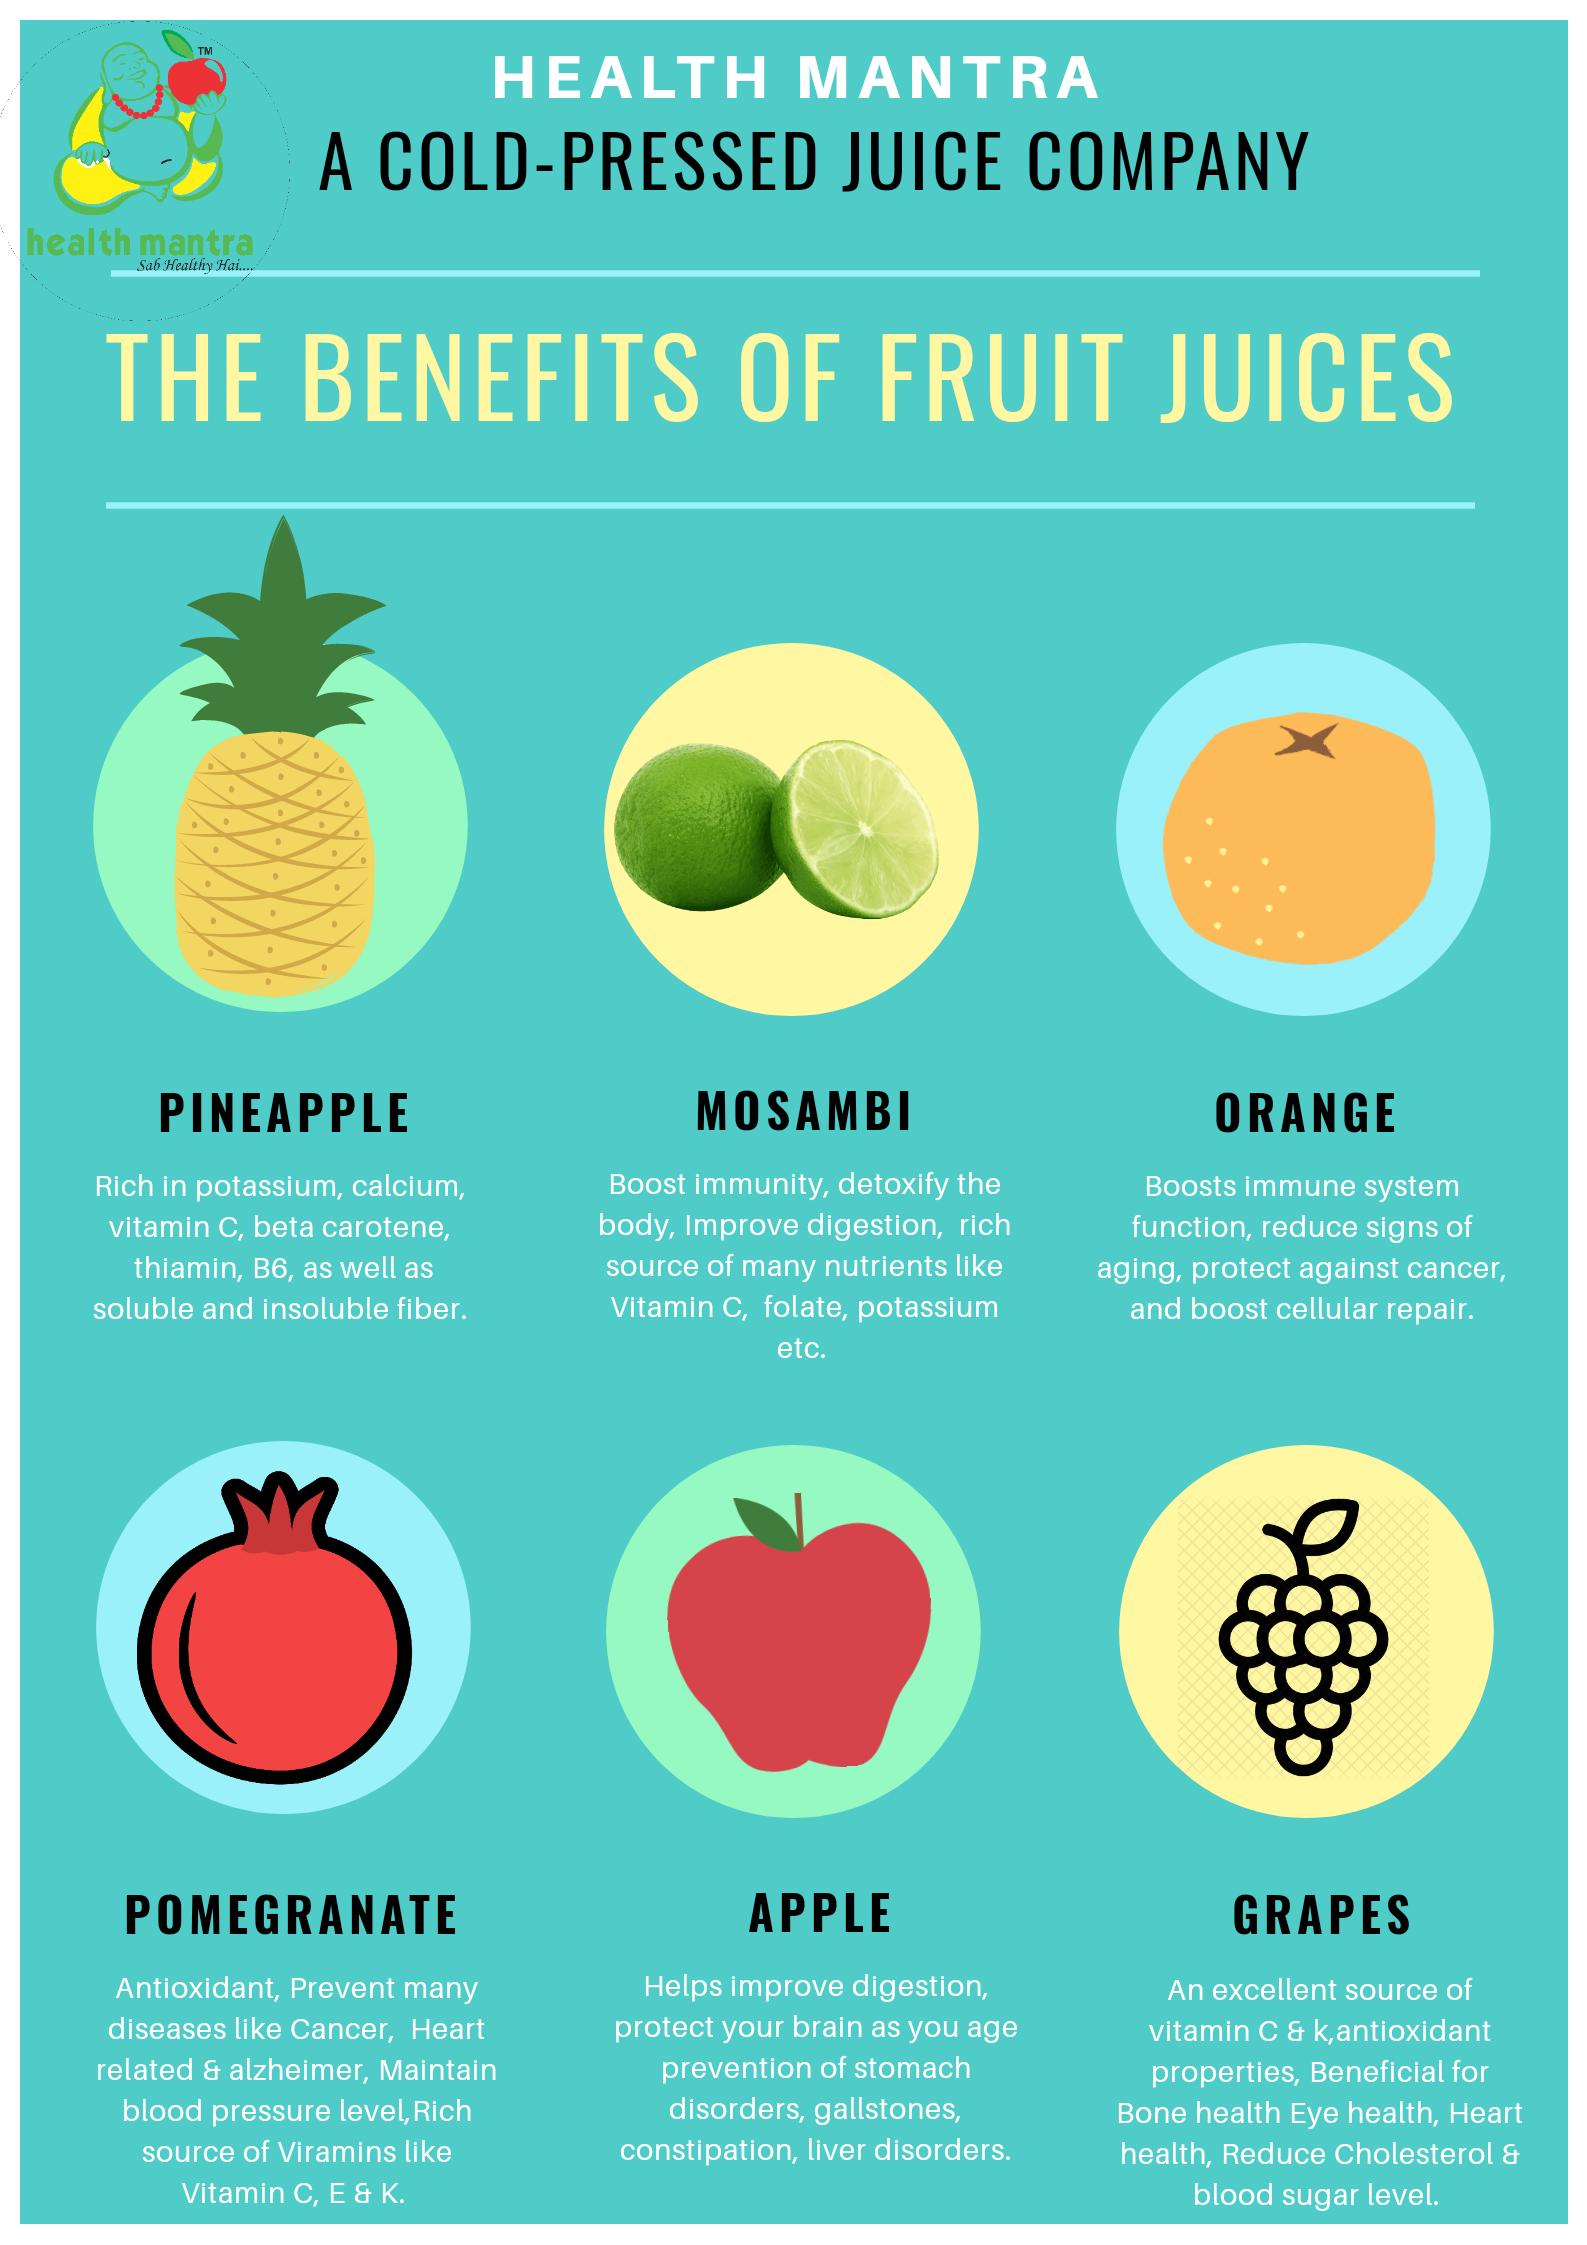 TM
health mantra
Sab Healthy Hai....
HEALTH MANTRA
A COLD-PRESSED JUICE COMPANY
THE BENEFITS OF FRUIT JUICES
PINEAPPLE
Rich in potassium, calcium,
vitamin C, beta carotene,
thiamin, B6, as well as
soluble and insoluble fiber.
MOSAMBI
Boost immunity, detoxify the
body, Improve digestion,  rich
source of many nutrients like
Vitamin C,  folate, potassium
etc.
ORANGE
Boosts immune system
function, reduce signs of
aging, protect against cancer,
and boost cellular repair.
POMEGRANATE
Antioxidant, Prevent many
diseases like Cancer,  Heart
related & alzheimer, Maintain
blood pressure level,Rich
source of Viramins like
Vitamin C, E & K.
APPLE
Helps improve digestion,
protect your brain as you age
prevention of stomach
disorders, gallstones,
constipation, liver disorders.
GRAPES
An excellent source of
vitamin C & k,antioxidant
properties, Beneficial for
Bone health Eye health, Heart
health, Reduce Cholesterol &
blood sugar level.